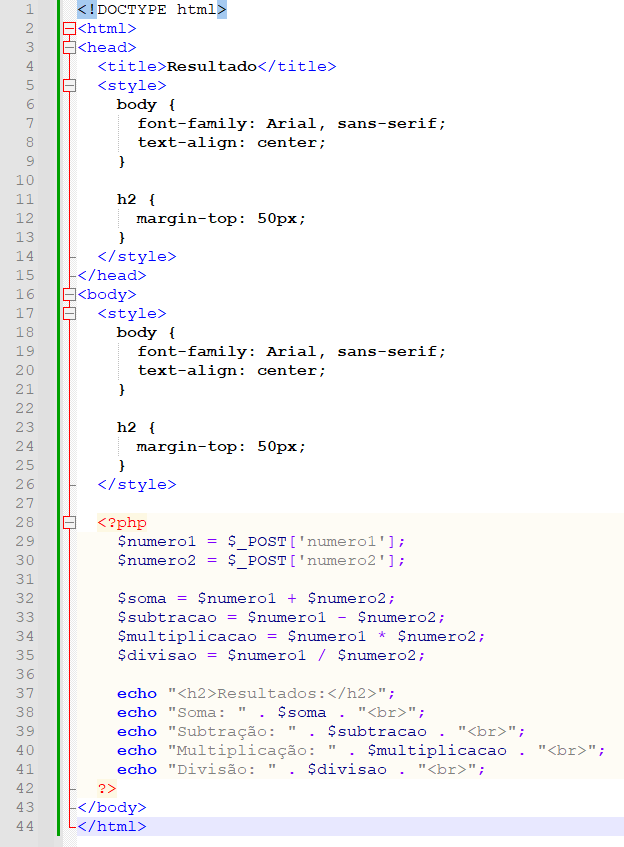 1 <!DOCTYPE html>
2 <html>
3 <head>
4   <title>Resultado</title>
5   <style>
6     body {
7       font-family: Arial, sans-serif;
8       text-align: center;
9     }
10
11     h2 {
12       margin-top: 50px;
13     }
14   </style>
15 </head>
16 <body>
17   <style>
18     body {
19       font-family: Arial, sans-serif;
20       text-align: center;
21     }
22
23     h2 {
24       margin-top: 50px;
25     }
26   </style>
27
28   <?php
29     $numero1 = $_POST['numero1'];
30     $numero2 = $_POST['numero2'];
31
32     $soma = $numero1 + $numero2;
33     $subtracao = $numero1 - $numero2;
34     $multiplicacao = $numero1 * $numero2;
35     $divisao = $numero1 / $numero2;
36
37     echo "<h2>Resultados:</h2>";
38     echo "Soma: " . $soma . "<br>";
39     echo "Subtração: " . $subtracao . "<br>";
40     echo "Multiplicação: " . $multiplicacao . "<br>";
41     echo "Divisão: " . $divisao . "<br>";
42   ?>
43 </body>
44 </html>